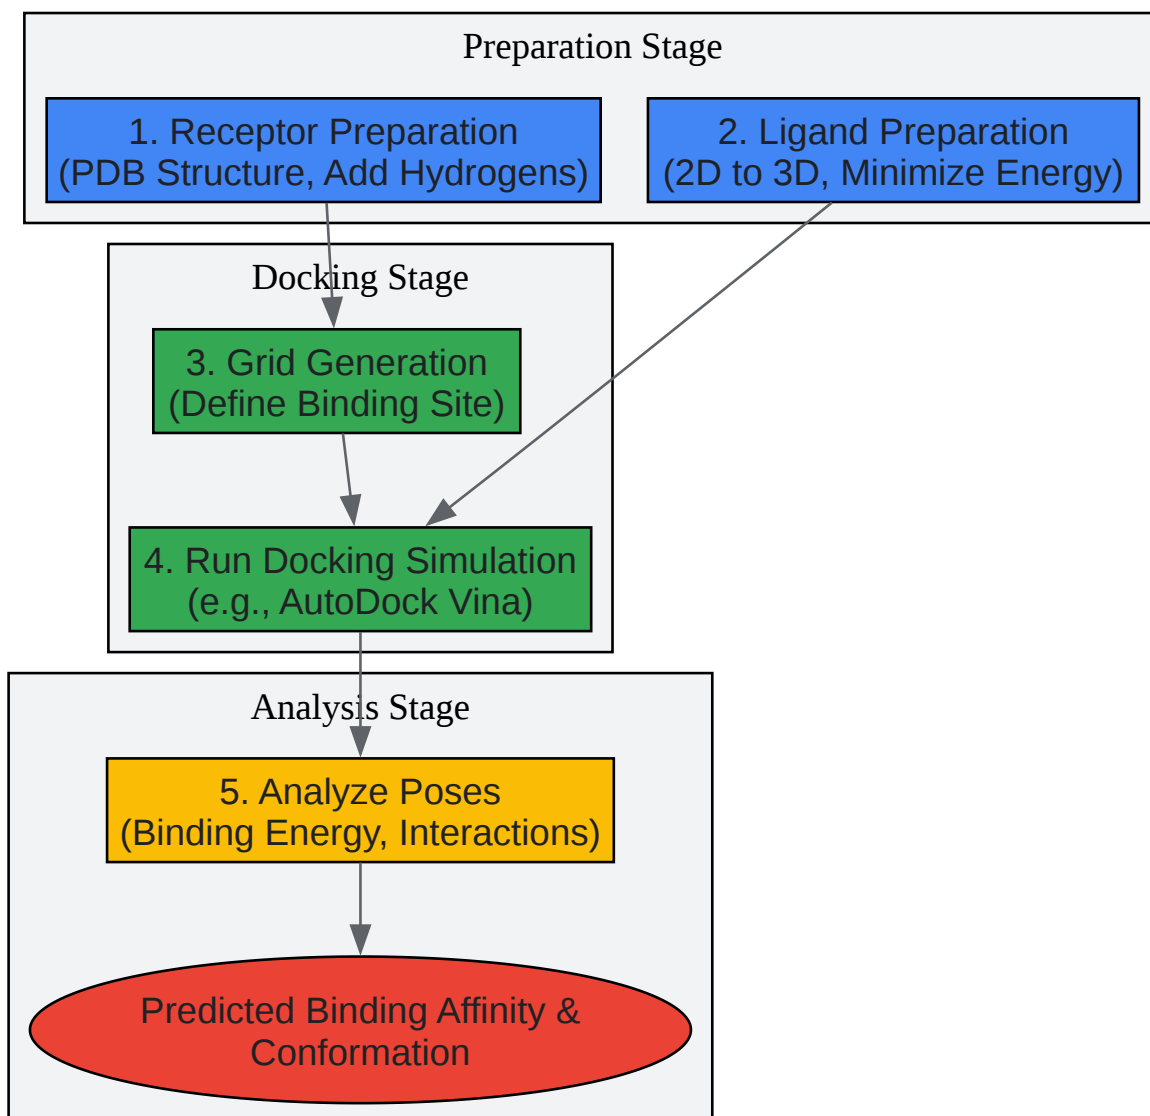 Preparation Stage
1. Receptor Preparation
(PDB Structure, Add Hydrogens)
2. Ligand Preparation
(2D to 3D, Minimize Energy)
Docking Stage
3. Grid Generation
(Define Binding Site)
4. Run Docking Simulation
(e.g., AutoDock Vina)
Analysis Stage
5. Analyze Poses
(Binding Energy, Interactions)
Predicted Binding Affinity &
Conformation